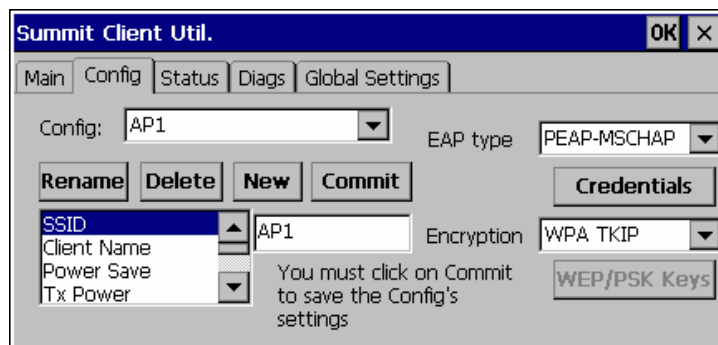 Summit Client Util. OK ×
Main Config Status Diags Global Settings
Config: AP1 EAP type PEAP-MSCHAP
Rename Delete New Commit Credentials
SSID AP1 Encryption WPA TKIP
Client Name
Power Save You must click on Commit WEP/PSK Keys
Tx Power to save the Config's
settings